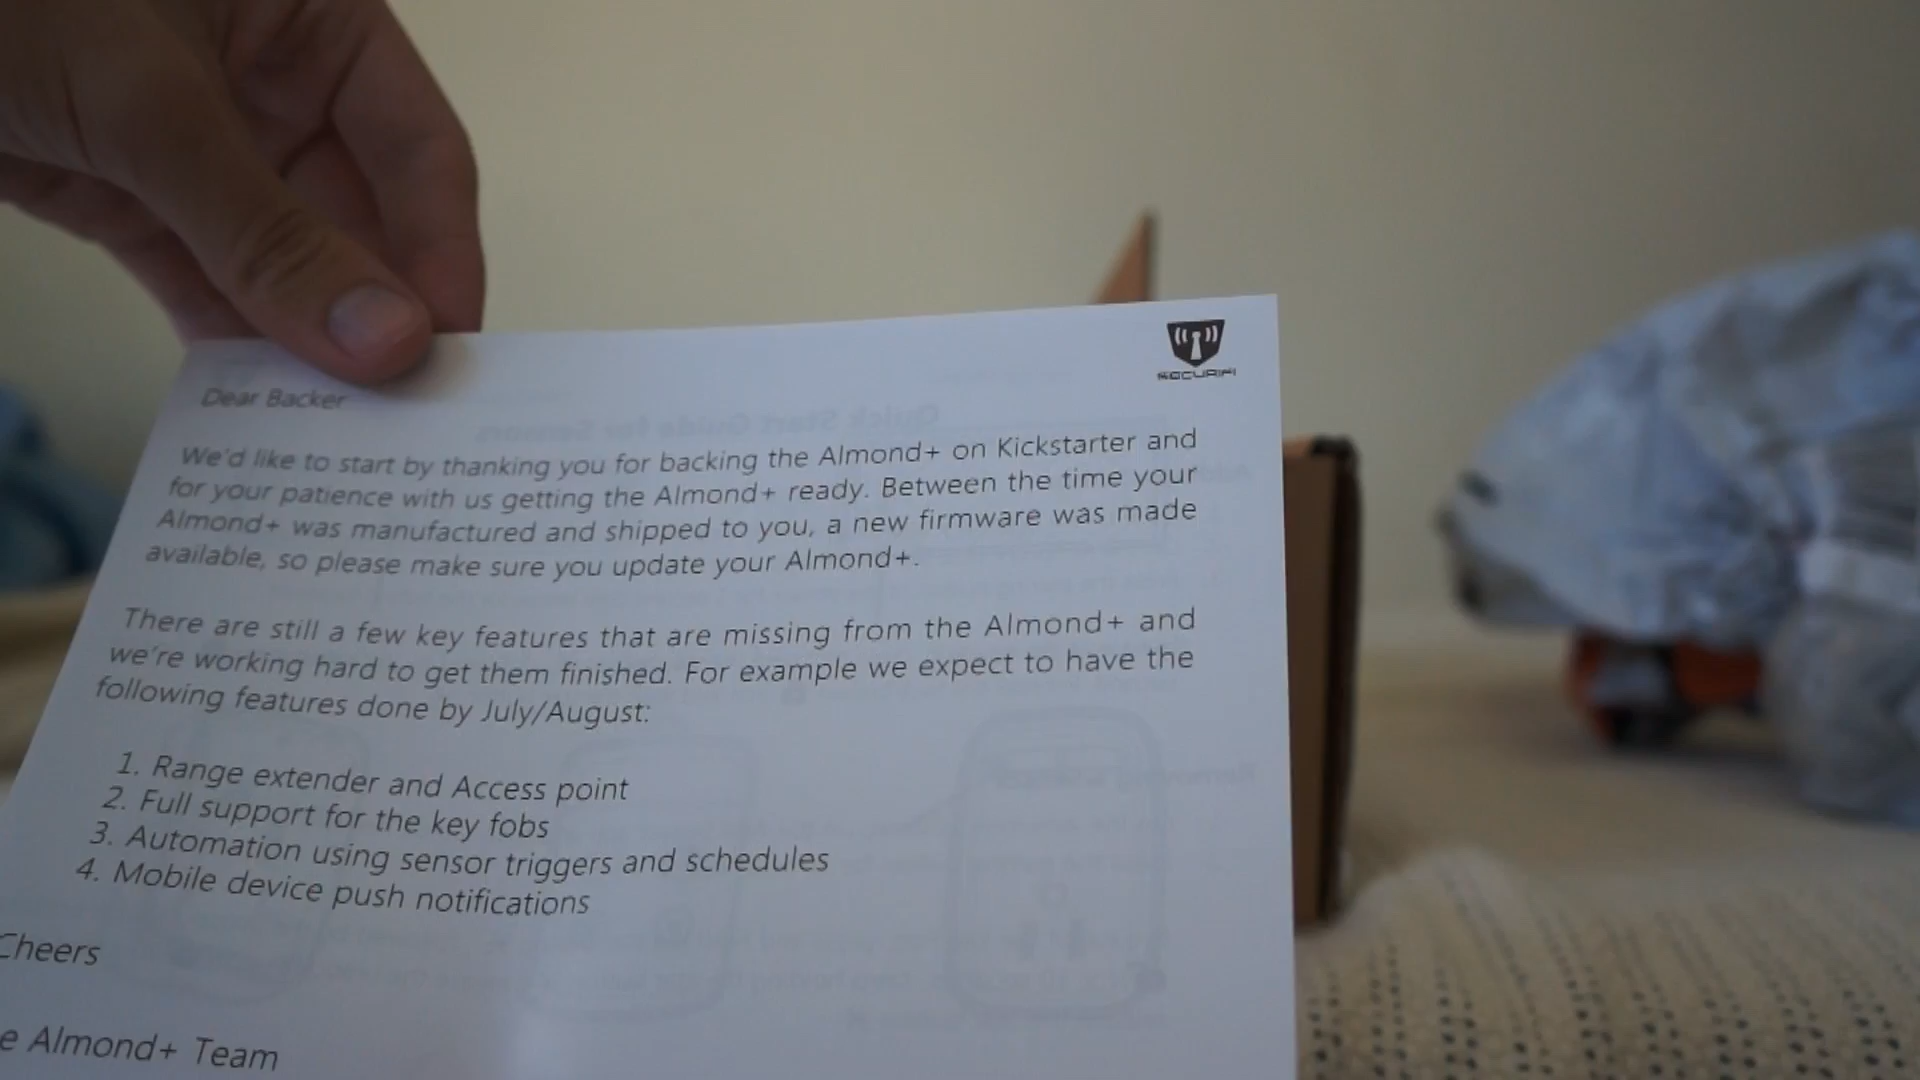 SECURIFI
Dear Backer
We'd like to start by thanking you for backing the Almond+ on Kickstarter and
for your patience with us getting the Almond+ ready. Between the time your
Almond+ was manufactured and shipped to you, a new firmware was made
available, so please make sure you update your Almond+.
There are still a few key features that are missing from the Almond+ and
we're working hard to get them finished. For example we expect to have the
following features done by July/August:
1. Range extender and Access point
2. Full support for the key fobs
3. Automation using sensor triggers and schedules
4. Mobile device push notifications
Cheers
e Almond+ Team
Quick Start Guide for Sensors